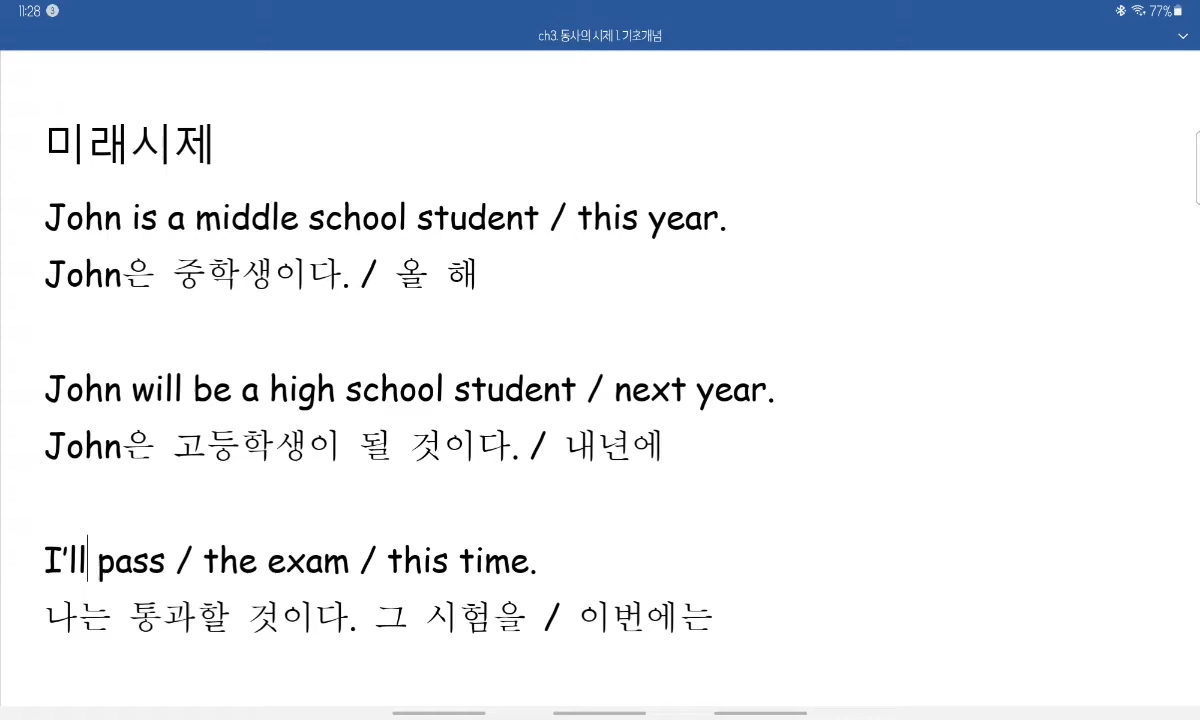 11:28 3 77%
ch3. 동사의 시제 1. 기초개념
미래시제
John is a middle school student / this year.
John은 중학생이다. / 올 해
John will be a high school student / next year.
John은 고등학생이 될 것이다. / 내년에
I'll pass / the exam / this time.
나는 통과할 것이다. 그 시험을 / 이번에는